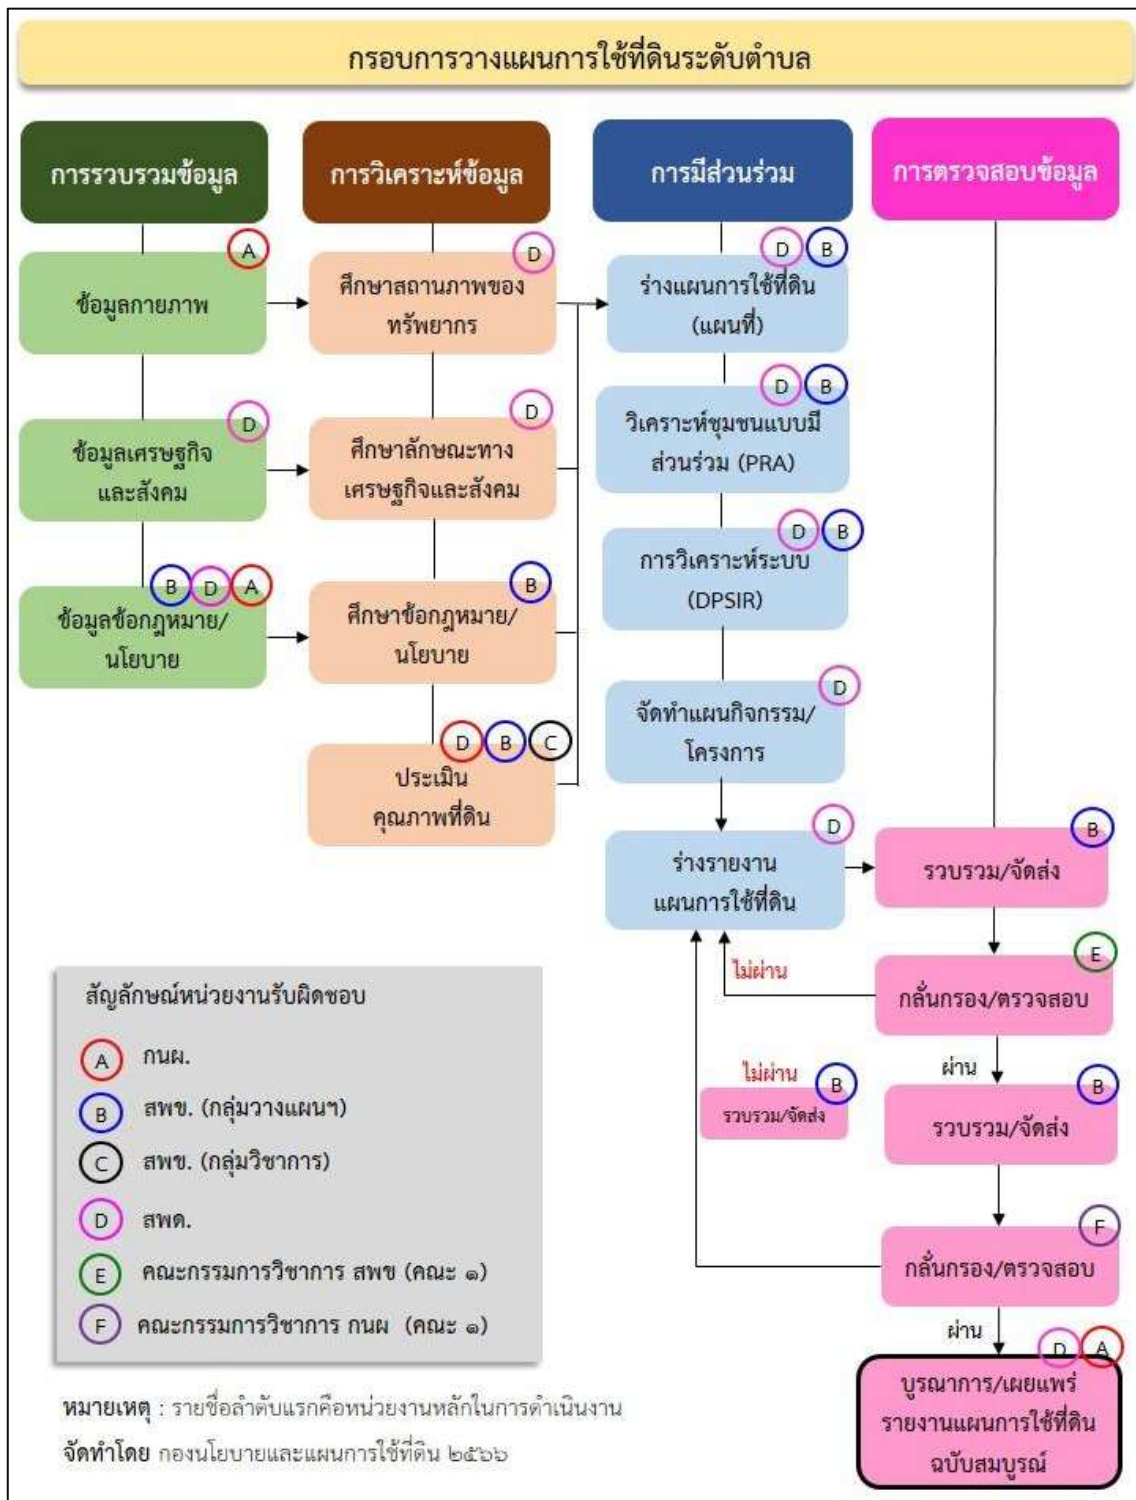 กรอบการวางแผนการใช้ที่ดินระดับตำบล
การรวบรวมข้อมูล
A
ข้อมูลกายภาพ
D
ข้อมูลเศรษฐกิจ
และสังคม
B D A
ข้อมูลข้อกฎหมาย/
นโยบาย
การวิเคราะห์ข้อมูล
D
ศึกษาสถานภาพของ
ทรัพยากร
D
ศึกษาลักษณะทาง
เศรษฐกิจและสังคม
B
ศึกษาข้อกฎหมาย/
นโยบาย
D B C
ประเมิน
คุณภาพที่ดิน
การมีส่วนร่วม
D B
ร่างแผนการใช้ที่ดิน
(แผนที่)
D B
วิเคราะห์ชุมชนแบบมี
ส่วนร่วม (PRA)
D B
การวิเคราะห์ระบบ
(DPSIR)
D
จัดทำแผนกิจกรรม/
โครงการ
D
ร่างรายงาน
แผนการใช้ที่ดิน
การตรวจสอบข้อมูล
B
รวบรวม/จัดส่ง
E
กลั่นกรอง/ตรวจสอบ
ไม่ผ่าน
ผ่าน
B
รวบรวม/จัดส่ง
ไม่ผ่าน
B
รวบรวม/จัดส่ง
F
กลั่นกรอง/ตรวจสอบ
ผ่าน
D A
บูรณาการ/เผยแพร่
รายงานแผนการใช้ที่ดิน
ฉบับสมบูรณ์
สัญลักษณ์หน่วยงานรับผิดชอบ
A กนผ.
B สพข. (กลุ่มวางแผนฯ)
C สพข. (กลุ่มวิชาการ)
D สพด.
E คณะกรรมการวิชาการ สพข (คณะ ๑)
F คณะกรรมการวิชาการ กนผ (คณะ ๑)
หมายเหตุ : รายชื่อลำดับแรกคือหน่วยงานหลักในการดำเนินงาน
จัดทำโดย กองนโยบายและแผนการใช้ที่ดิน ๒๕๖๖